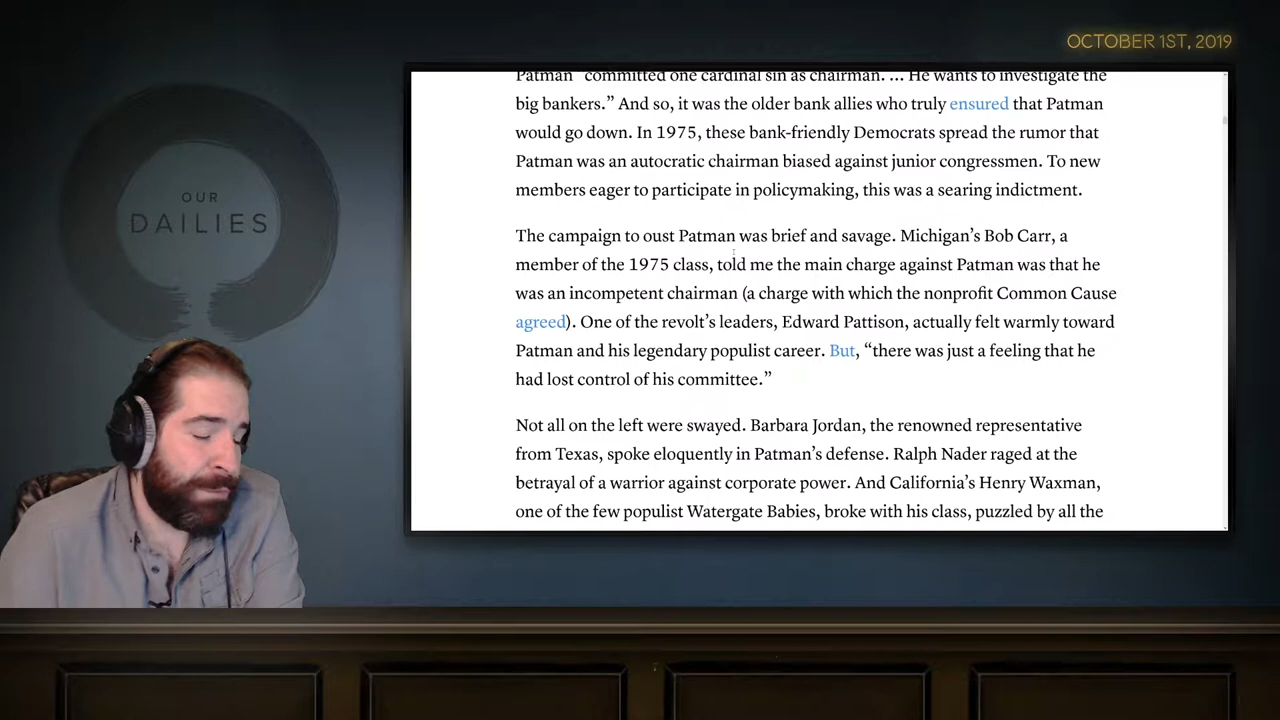 OCTOBER 1ST, 2019
OUR
DAILIES
Patman “committed one cardinal sin as chairman. ... He wants to investigate the
big bankers.” And so, it was the older bank allies who truly ensured that Patman
would go down. In 1975, these bank-friendly Democrats spread the rumor that
Patman was an autocratic chairman biased against junior congressmen. To new
members eager to participate in policymaking, this was a searing indictment.
The campaign to oust Patman was brief and savage. Michigan’s Bob Carr, a
member of the 1975 class, told me the main charge against Patman was that he
was an incompetent chairman (a charge with which the nonprofit Common Cause
agreed). One of the revolt’s leaders, Edward Pattison, actually felt warmly toward
Patman and his legendary populist career. But, “there was just a feeling that he
had lost control of his committee.”
Not all on the left were swayed. Barbara Jordan, the renowned representative
from Texas, spoke eloquently in Patman’s defense. Ralph Nader raged at the
betrayal of a warrior against corporate power. And California’s Henry Waxman,
one of the few populist Watergate Babies, broke with his class, puzzled by all the